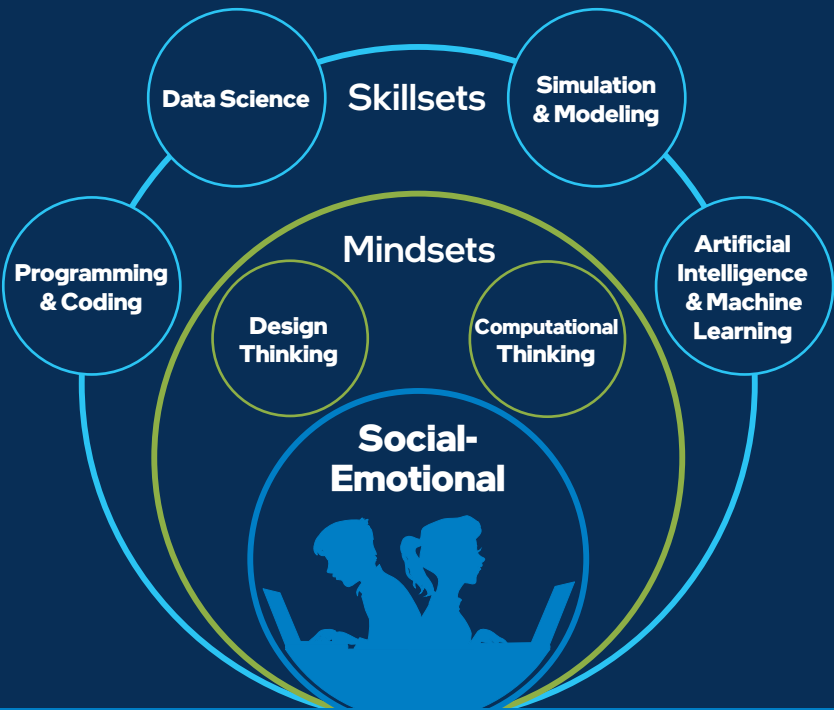 Skillsets
Data Science
Simulation
& Modeling
Programming
& Coding
Artificial
Intelligence
& Machine
Learning
Mindsets
Design
Thinking
Computational
Thinking
Social-
Emotional